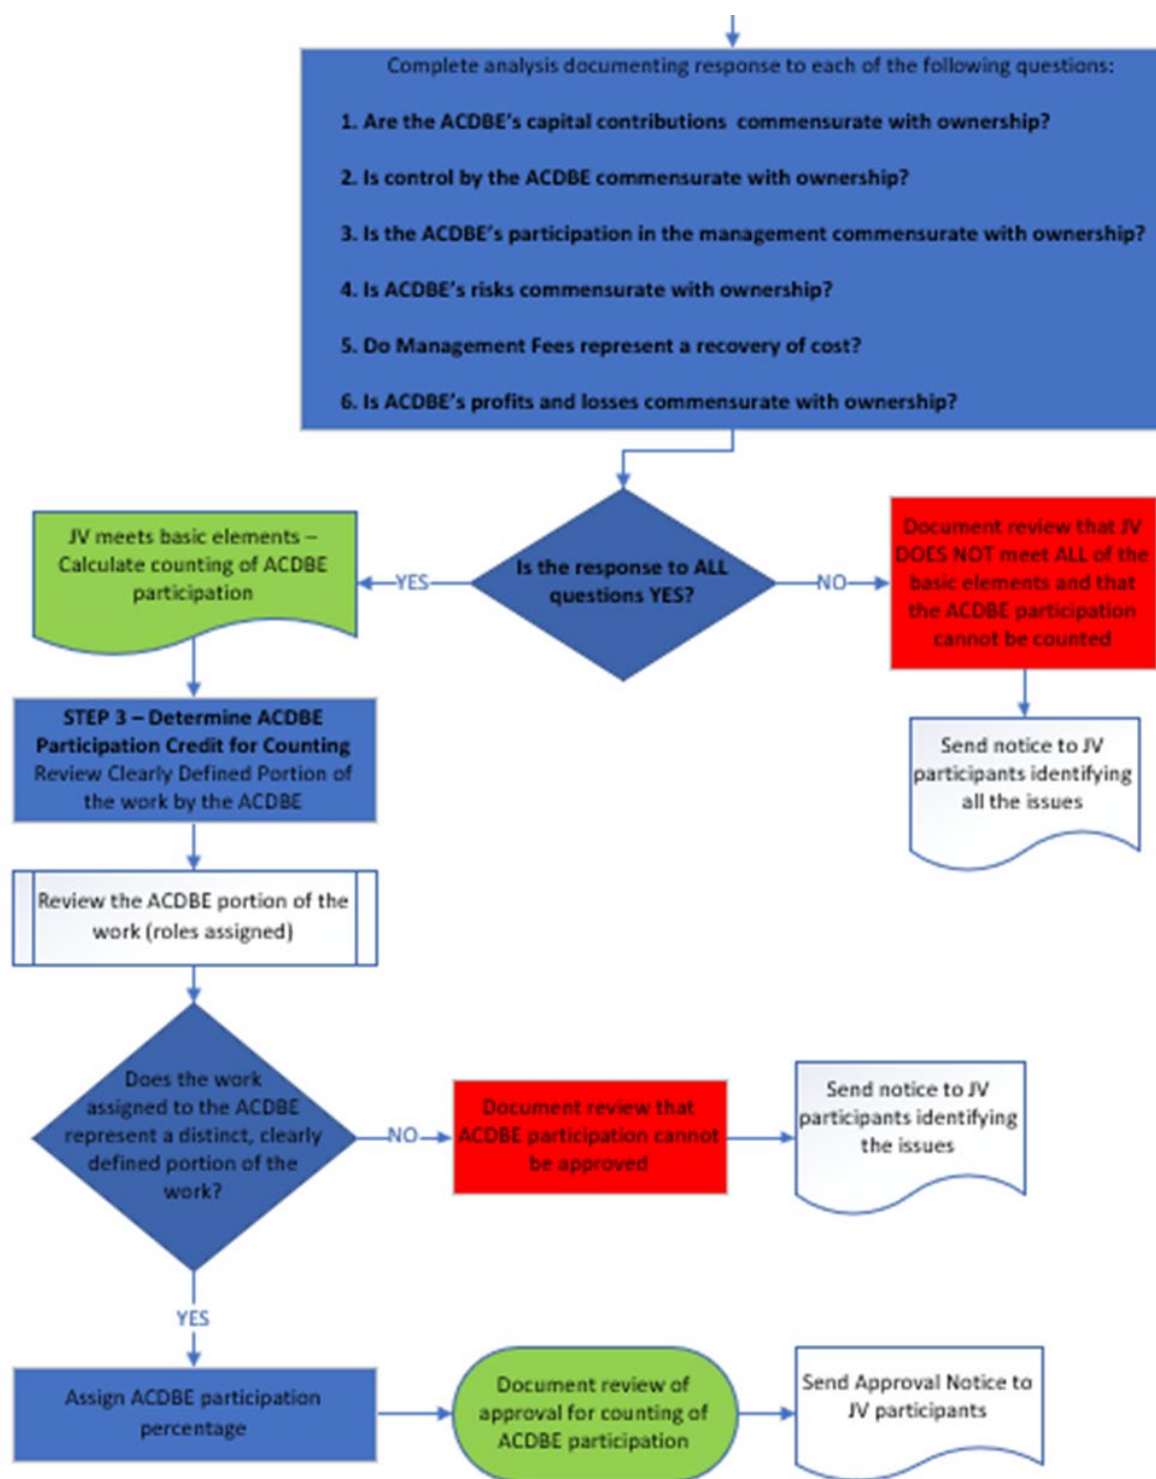 Complete analysis documenting response to each of the following questions:
1. Are the ACDBE's capital contributions commensurate with ownership?
2. Is control by the ACDBE commensurate with ownership?
3. Is the ACDBE's participation in the management commensurate with ownership?
4. Is ACDBE's risks commensurate with ownership?
5. Do Management Fees represent a recovery of cost?
6. Is ACDBE's profits and losses commensurate with ownership?
JV meets basic elements –
Calculate counting of ACDBE
participation
YES
Is the response to ALL
questions YES?
NO
Document review that JV
DOES NOT meet ALL of the
basic elements and that
the ACDBE participation
cannot be counted
STEP 3 – Determine ACDBE
Participation Credit for Counting
Review Clearly Defined Portion of
the work by the ACDBE
Send notice to JV
participants identifying
all the issues
Review the ACDBE portion of the
work (roles assigned)
Does the work
assigned to the ACDBE
represent a distinct, clearly
defined portion of the
work?
NO
Document review that
ACDBE participation cannot
be approved
Send notice to JV
participants identifying
the issues
YES
Assign ACDBE participation
percentage
Document review of
approval for counting of
ACDBE participation
Send Approval Notice to
JV participants